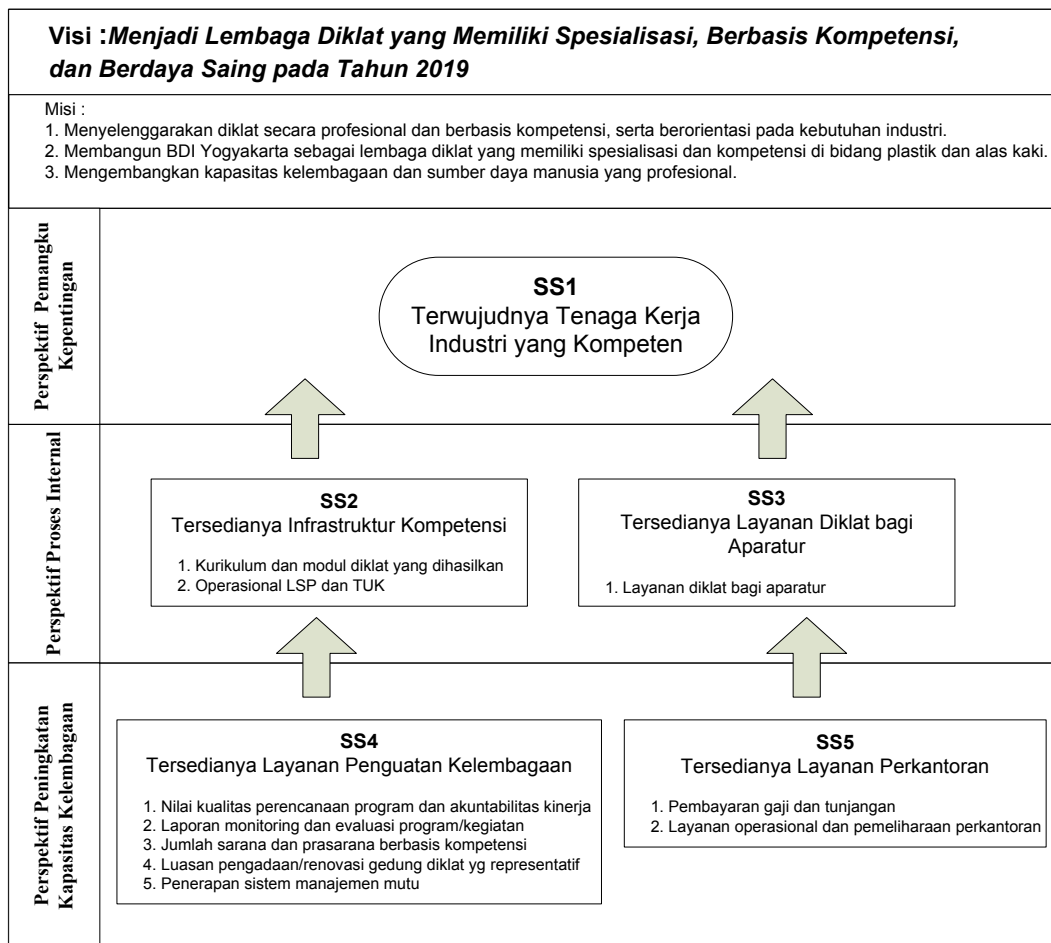 Visi :Menjadi Lembaga Diklat yang Memiliki Spesialisasi, Berbasis Kompetensi,
dan Berdaya Saing pada Tahun 2019
Misi :
1. Menyelenggarakan diklat secara profesional dan berbasis kompetensi, serta berorientasi pada kebutuhan industri.
2. Membangun BDI Yogyakarta sebagai lembaga diklat yang memiliki spesialisasi dan kompetensi di bidang plastik dan alas kaki.
3. Mengembangkan kapasitas kelembagaan dan sumber daya manusia yang profesional.
Perspektif Pemangku
Kepentingan
SS1
Terwujudnya Tenaga Kerja
Industri yang Kompeten
Perspektif Proses Internal
SS2
Tersedianya Infrastruktur Kompetensi
1. Kurikulum dan modul diklat yang dihasilkan
2. Operasional LSP dan TUK
SS3
Tersedianya Layanan Diklat bagi
Aparatur
1. Layanan diklat bagi aparatur
Perspektif Peningkatan
Kapasitas Kelembagaan
SS4
Tersedianya Layanan Penguatan Kelembagaan
1. Nilai kualitas perencanaan program dan akuntabilitas kinerja
2. Laporan monitoring dan evaluasi program/kegiatan
3. Jumlah sarana dan prasarana berbasis kompetensi
4. Luasan pengadaan/renovasi gedung diklat yg representatif
5. Penerapan sistem manajemen mutu
SS5
Tersedianya Layanan Perkantoran
1. Pembayaran gaji dan tunjangan
2. Layanan operasional dan pemeliharaan perkantoran